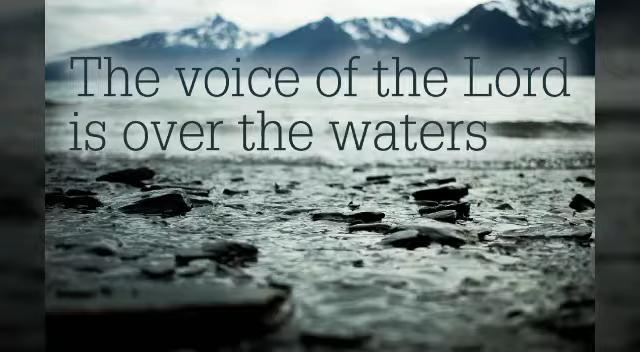 The voice of the Lord
is over the waters